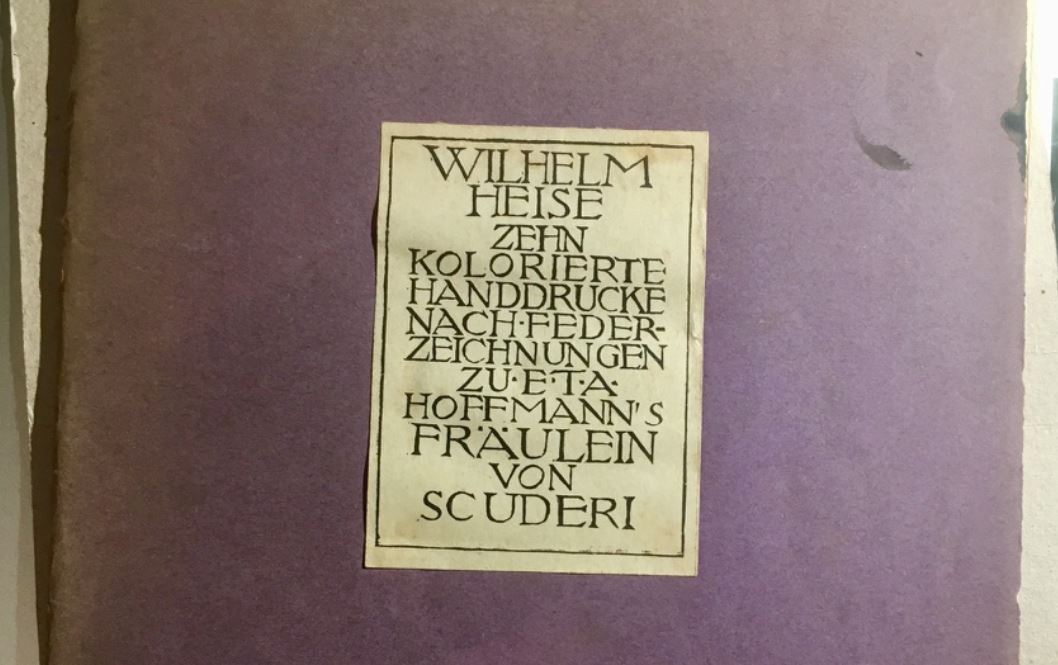 WILHELM
HEISE
ZEHN
KOLORIERTE
HANDDRUCKE
NACH·FEDER-
ZEICHNUNGEN
ZU·E·T·A·
HOFFMANN'S
FRÄULEIN
VON
SCUDERI